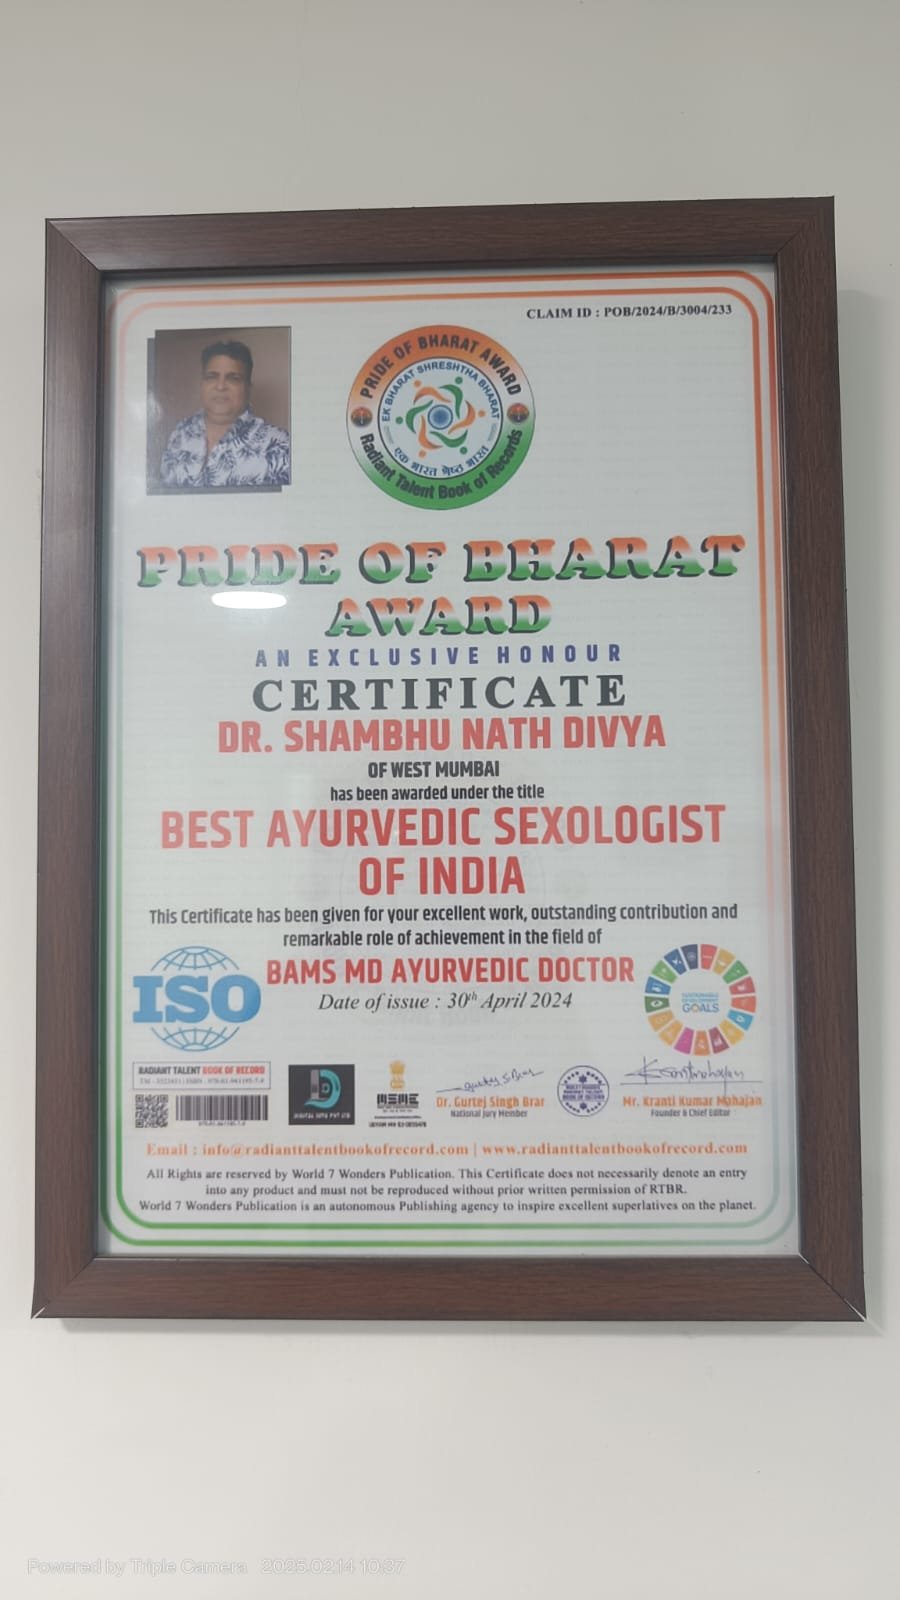 CLAIM ID : POB/2024/B/3004/233
PRIDE OF BHARAT AWARD
EK BHARAT SHRESHTHA BHARAT
एक भारत श्रेष्ठ भारत
Radiant Talent Book of Records
PRIDE OF BHARAT
AWARD
AN EXCLUSIVE HONOUR
CERTIFICATE
DR. SHAMBHU NATH DIVYA
OF WEST MUMBAI
has been awarded under the title
BEST AYURVEDIC SEXOLOGIST
OF INDIA
This Certificate has been given for your excellent work, outstanding contribution and
remarkable role of achievement in the field of
ISO
BAMS MD AYURVEDIC DOCTOR
Date of issue : 30th April 2024
SUSTAINABLE
DEVELOPMENT
GOALS
RADIANT TALENT BOOK OF RECORD
MSME
Dr. Gurtej Singh Brar
National Jury Member
Mr. Kranti Kumar Mahajan
Founder & Chief Editor
Email : info@radianttalentbookofrecord.com | www.radianttalentbookofrecord.com
All Rights are reserved by World 7 Wonders Publication. This Certificate does not necessarily denote an entry
into any product and must not be reproduced without prior written permission of RTBR.
World 7 Wonders Publication is an autonomous Publishing agency to inspire excellent superlatives on the planet.
Powered by Triple Camera 2025.02.14 10:37